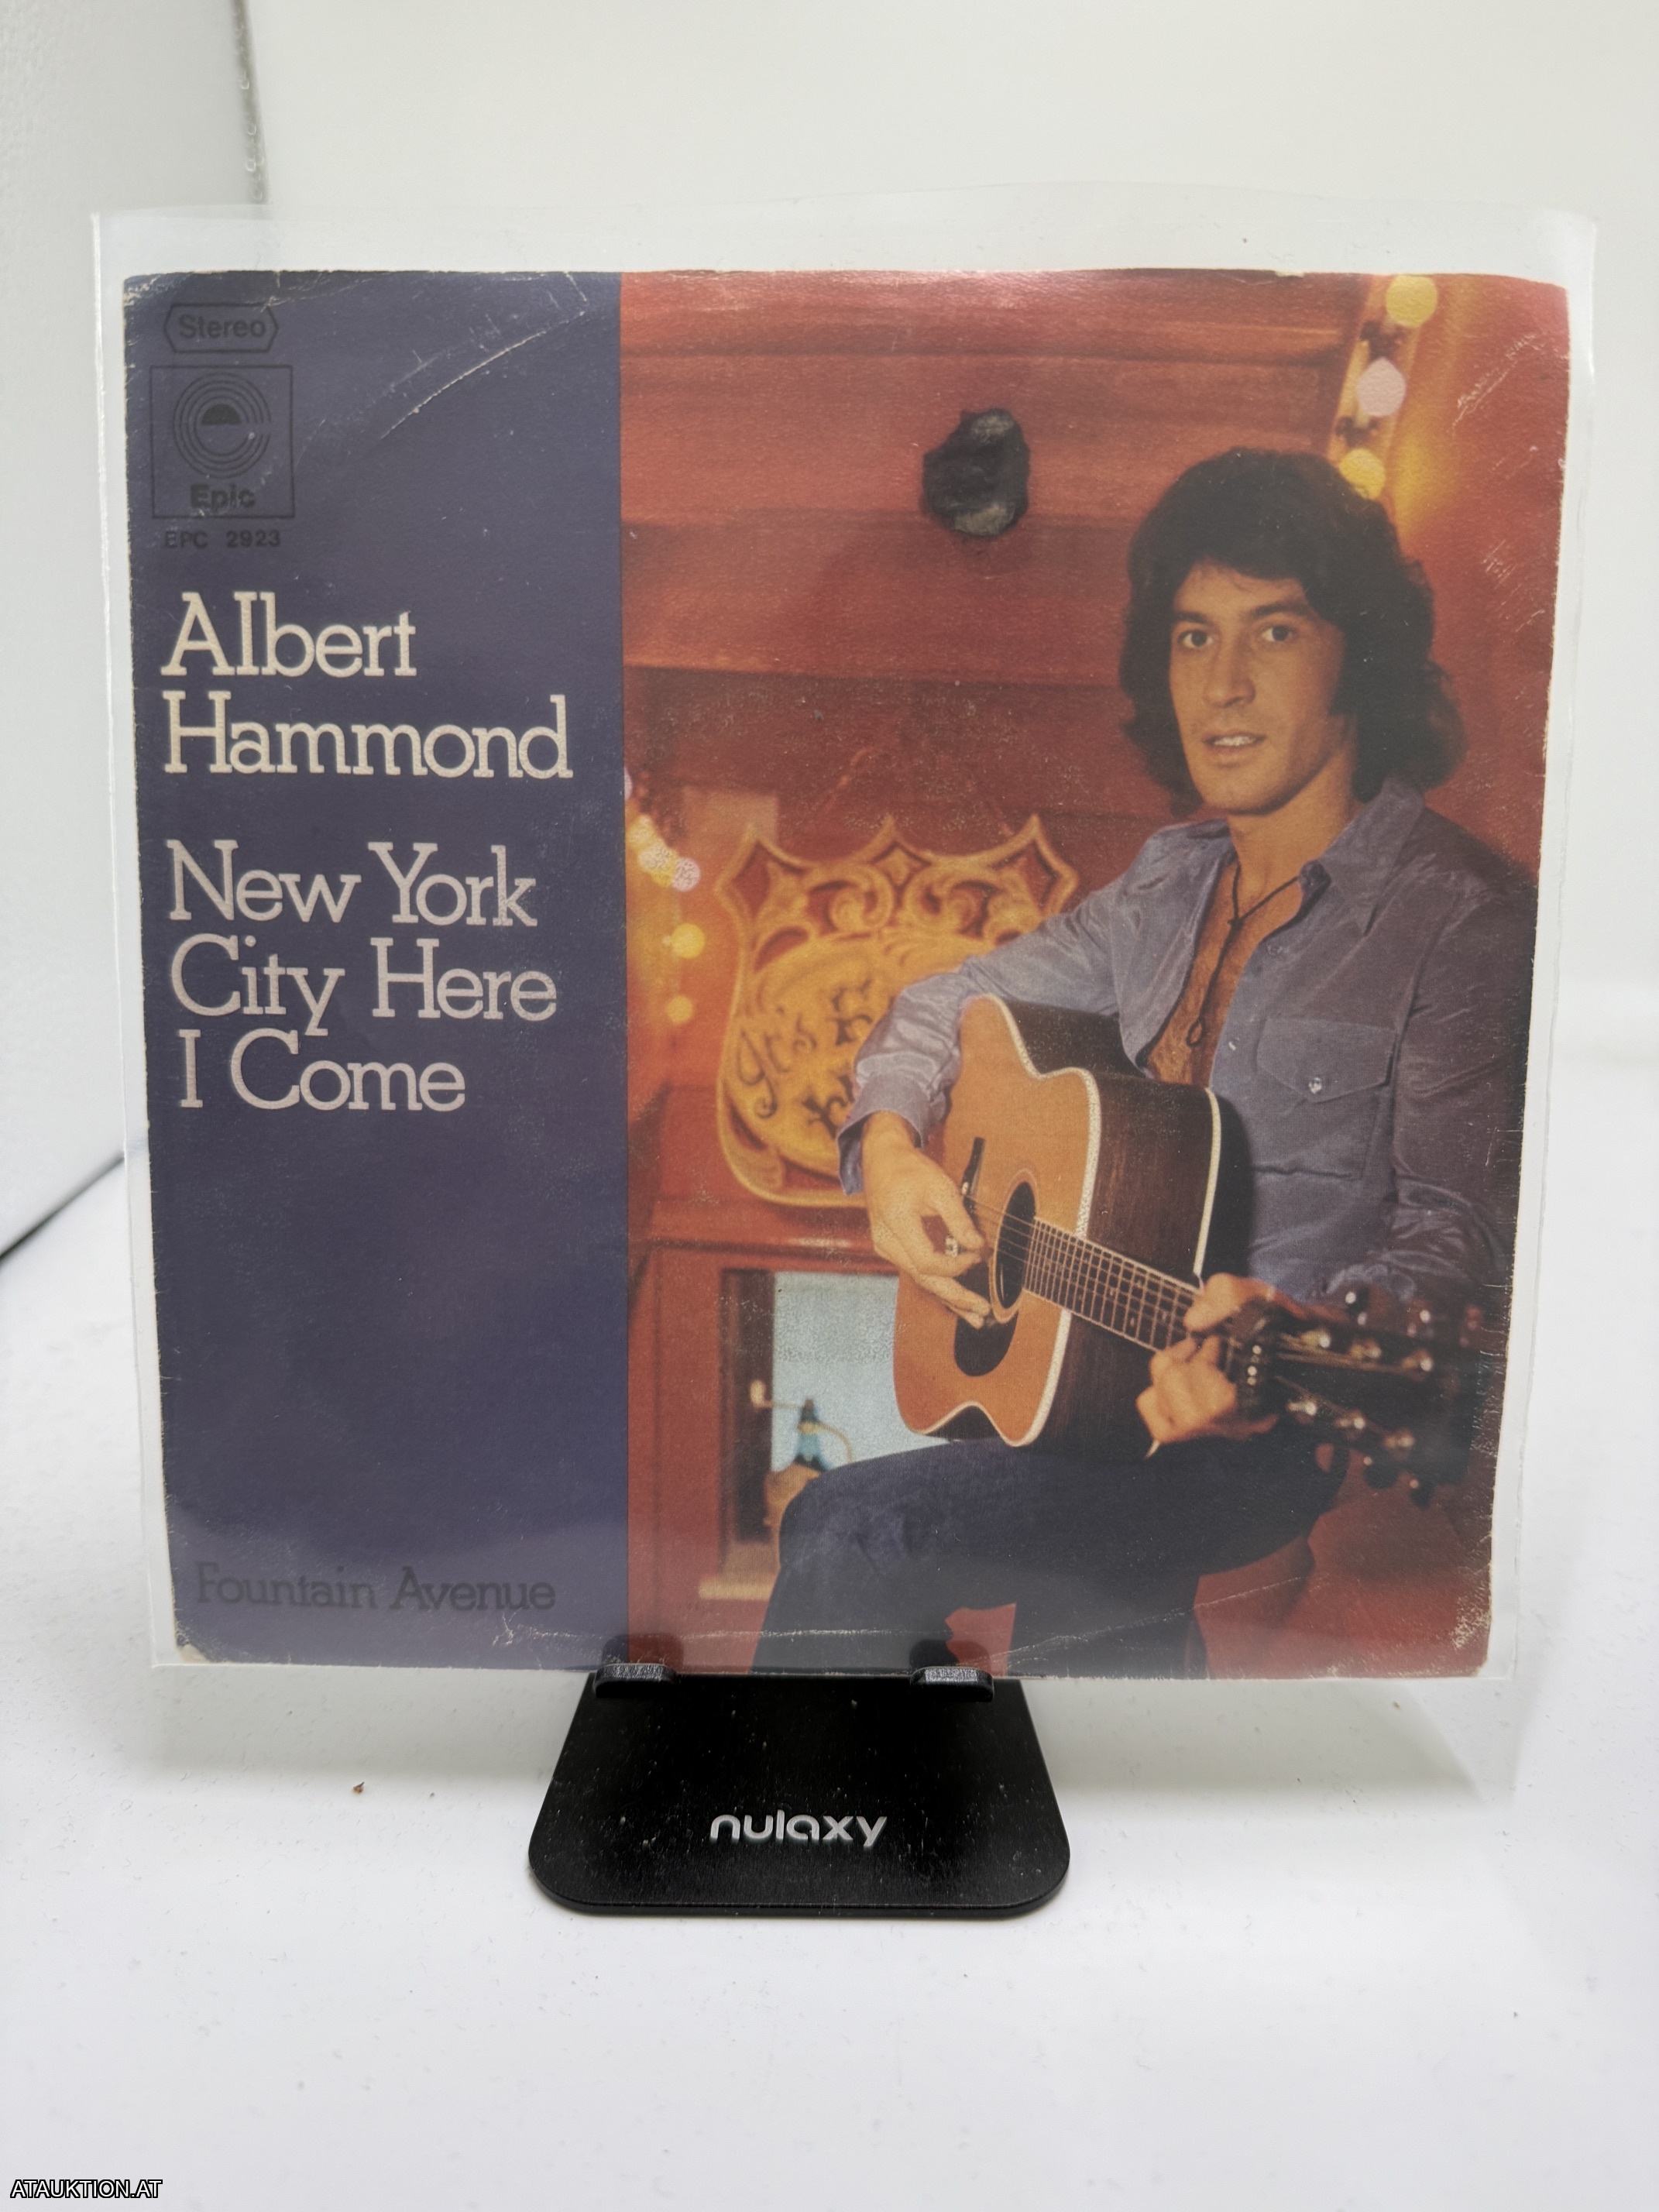 Stereo
Epic
EPC 2923
Albert
Hammond
New York
City Here
I Come
Fountain Avenue
nulaxy
ATAUKTION.AT